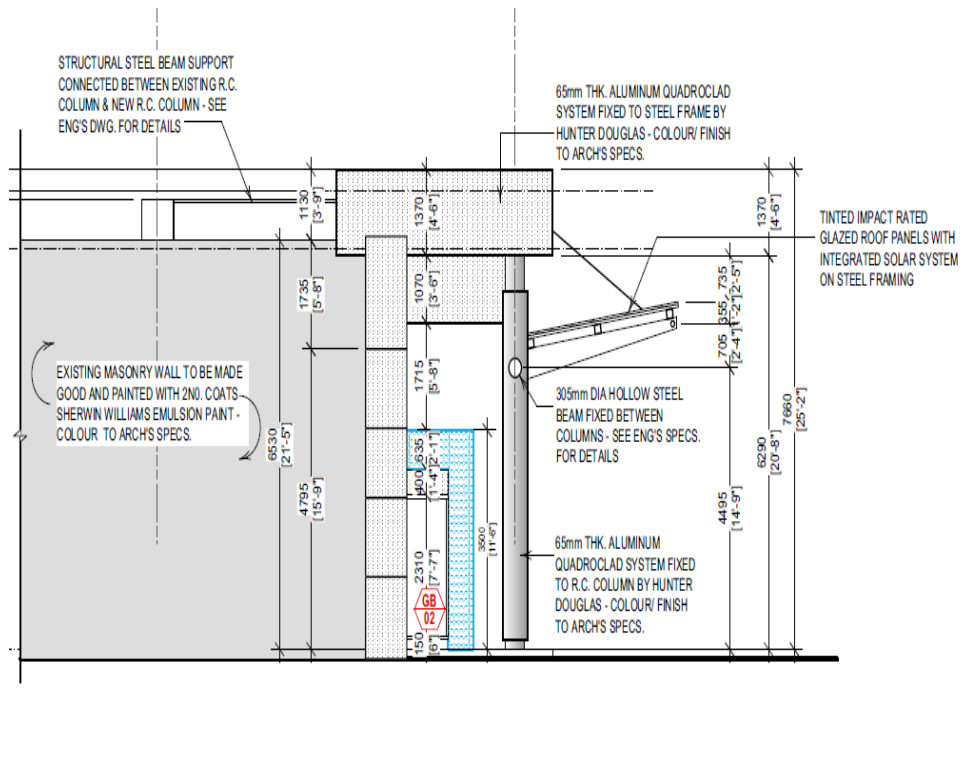 STRUCTURAL STEEL BEAM SUPPORT
CONNECTED BETWEEN EXISTING R.C.
COLUMN & NEW R.C. COLUMN - SEE
ENG'S DWG. FOR DETAILS
65mm THK. ALUMINUM QUADROCLAD
SYSTEM FIXED TO STEEL FRAME BY
HUNTER DOUGLAS - COLOUR/ FINISH
TO ARCH'S SPECS.
TINTED IMPACT RATED
GLAZED ROOF PANELS WITH
INTEGRATED SOLAR SYSTEM
ON STEEL FRAMING
EXISTING MASONRY WALL TO BE MADE
GOOD AND PAINTED WITH 2N0. COATS
SHERWIN WILLIAMS EMULSION PAINT -
COLOUR TO ARCH'S SPECS.
305mm DIA HOLLOW STEEL
BEAM FIXED BETWEEN
COLUMNS - SEE ENG'S SPECS.
FOR DETAILS
65mm THK. ALUMINUM
QUADROCLAD SYSTEM FIXED
TO R.C. COLUMN BY HUNTER
DOUGLAS - COLOUR/ FINISH
TO ARCH'S SPECS.
6530
[21'-5"]
1130
[3'-9"]
1735
[5'-8"]
4795
[15'-9"]
1370
[4'-6"]
1070
[3'-6"]
1715
[5'-8"]
635
[2'-1"]
400
[1'-4"]
2310
[7'-7"]
150
[6"]
GB
02
3500
[11'-6"]
735
[2'-5"]
355
[1'-2"]
705
[2'-4"]
4495
[14'-9"]
1370
[4'-6"]
6290
[20'-8"]
7660
[25'-2"]